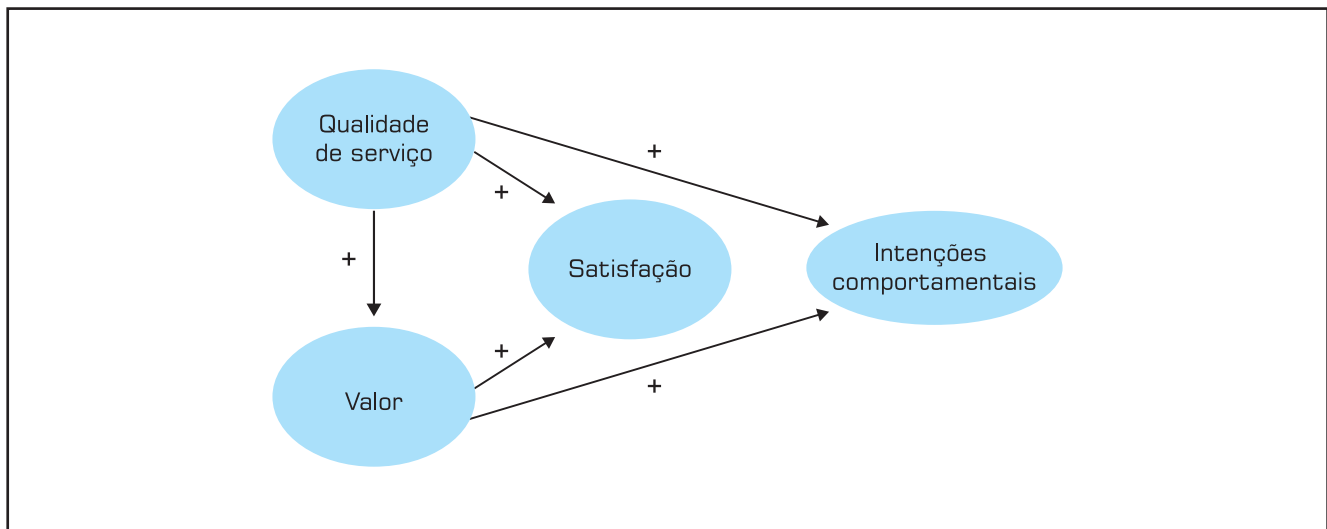 Qualidade
de serviço
+
+
+
Satisfação
Intenções
comportamentais
+
+
Valor